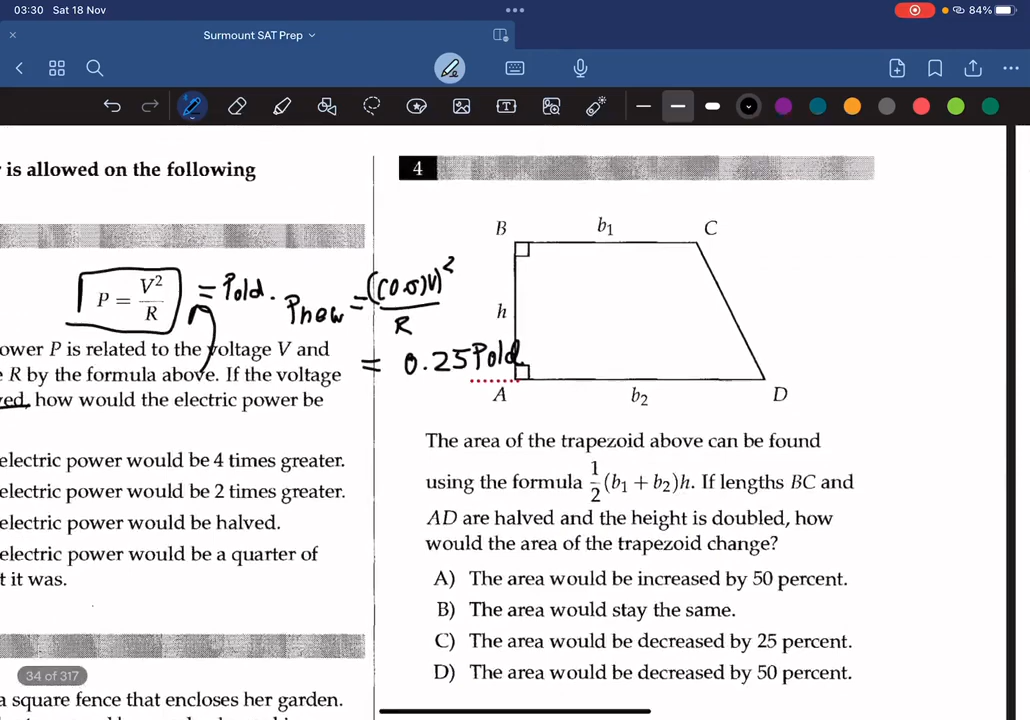 03:30 Sat 18 Nov
84%
Surmount SAT Prep
r is allowed on the following
P = V²/R
= Pold.
Pnew = ((0.5)V)²/R
= 0.25Pold
ower P is related to the voltage V and
e R by the formula above. If the voltage
ved, how would the electric power be
electric power would be 4 times greater.
electric power would be 2 times greater.
electric power would be halved.
electric power would be a quarter of
t it was.
34 of 317
a square fence that encloses her garden.
4
B b₁ C
h
A b₂ D
The area of the trapezoid above can be found
using the formula 1/2(b₁ + b₂)h. If lengths BC and
AD are halved and the height is doubled, how
would the area of the trapezoid change?
A) The area would be increased by 50 percent.
B) The area would stay the same.
C) The area would be decreased by 25 percent.
D) The area would be decreased by 50 percent.